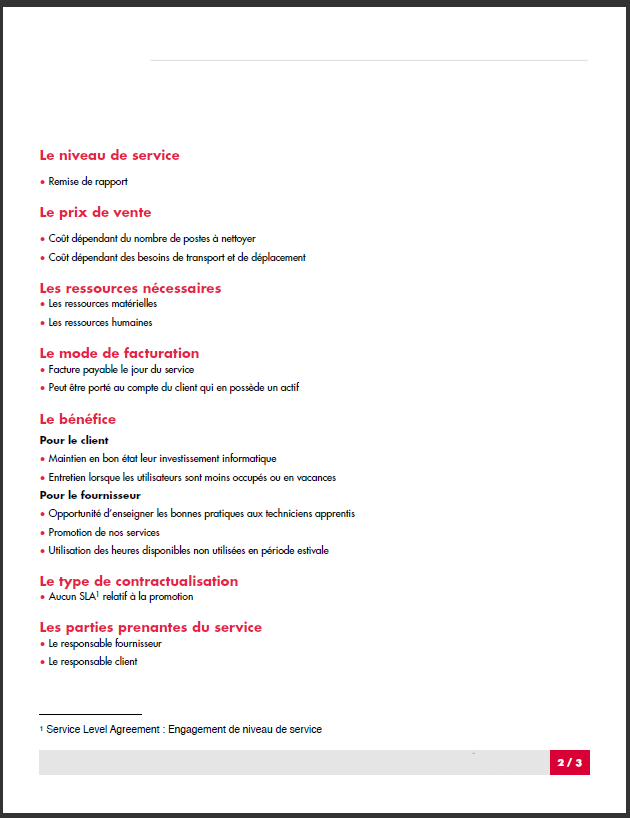 Le niveau de service
• Remise de rapport
Le prix de vente
• Coût dépendant du nombre de postes à nettoyer
• Coût dépendant des besoins de transport et de déplacement
Les ressources nécessaires
• Les ressources matérielles
• Les ressources humaines
Le mode de facturation
• Facture payable le jour du service
• Peut être porté au compte du client qui en possède un actif
Le bénéfice
Pour le client
• Maintien en bon état leur investissement informatique
• Entretien lorsque les utilisateurs sont moins occupés ou en vacances
Pour le fournisseur
• Opportunité d'enseigner les bonnes pratiques aux techniciens apprentis
• Promotion de nos services
• Utilisation des heures disponibles non utilisées en période estivale
Le type de contractualisation
• Aucun SLA¹ relatif à la promotion
Les parties prenantes du service
• Le responsable fournisseur
• Le responsable client
¹ Service Level Agreement : Engagement de niveau de service
2 / 3